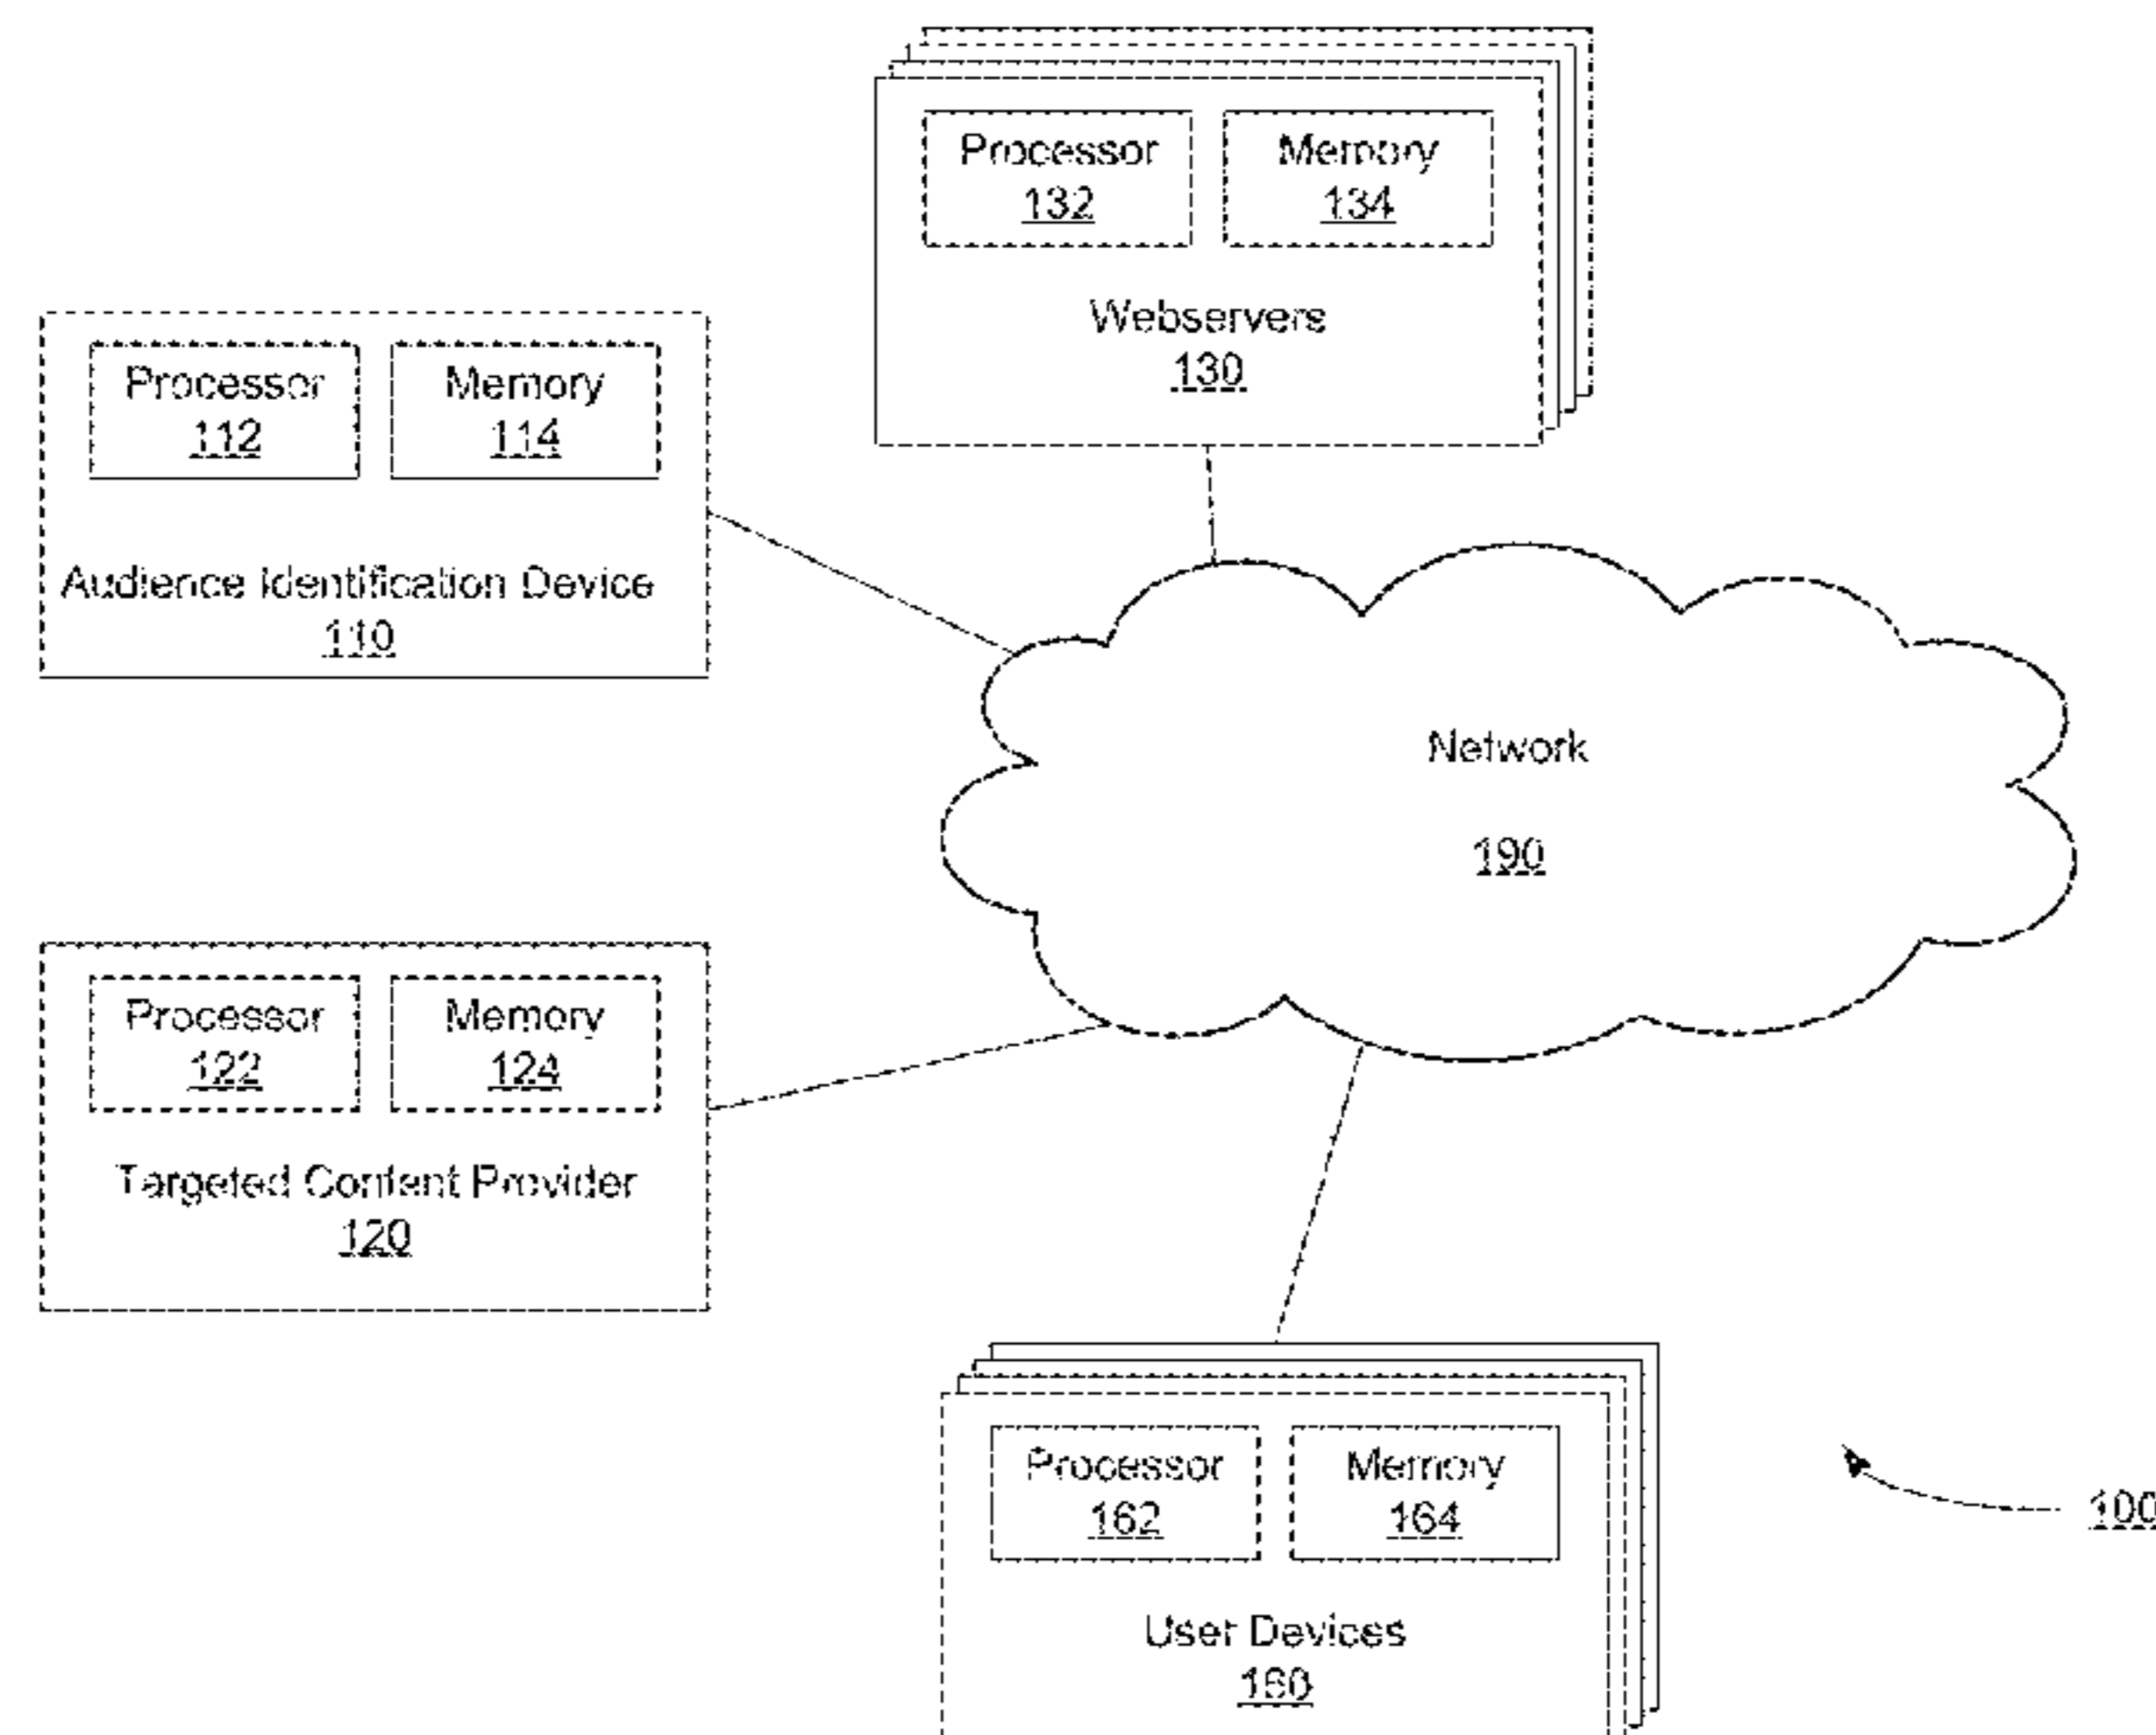 Processor
132
Memory
134
Webservers
130
Processor
112
Memory
114
Audience Identification Device
110
Network
190
Processor
122
Memory
124
Targeted Content Provider
120
Processor
162
Memory
164
User Devices
160
100